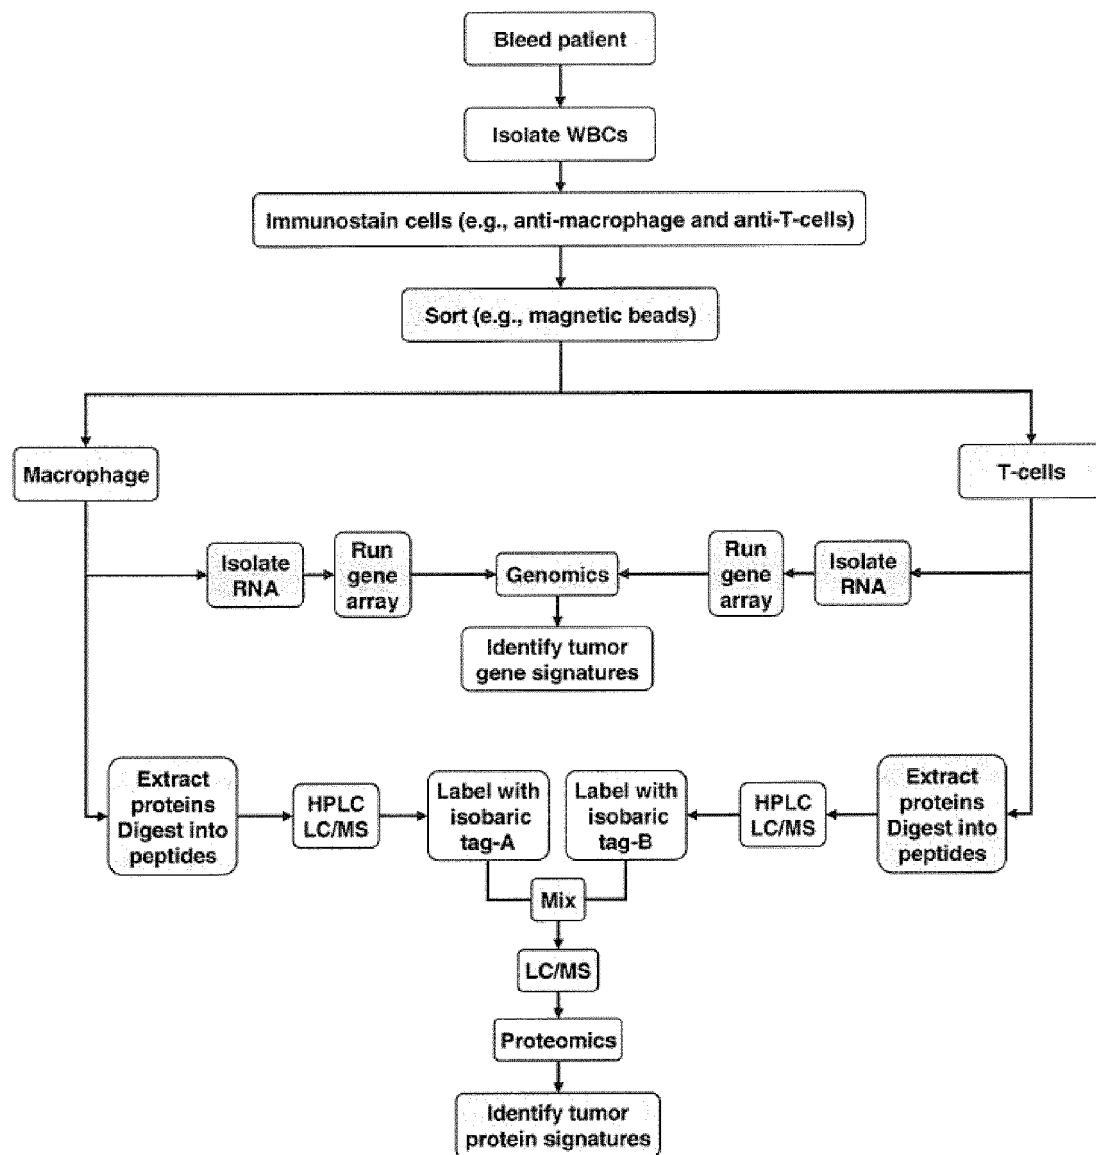 Bleed patient
Isolate WBCs
Immunostain cells (e.g., anti-macrophage and anti-T-cells)
Sort (e.g., magnetic beads)
Macrophage
T-cells
Isolate
RNA
Run
gene
array
Genomics
Run
gene
array
Isolate
RNA
Identify tumor
gene signatures
Extract
proteins
Digest into
peptides
HPLC
LC/MS
Label with
isobaric
tag-A
Label with
isobaric
tag-B
HPLC
LC/MS
Extract
proteins
Digest into
peptides
Mix
LC/MS
Proteomics
Identify tumor
protein signatures